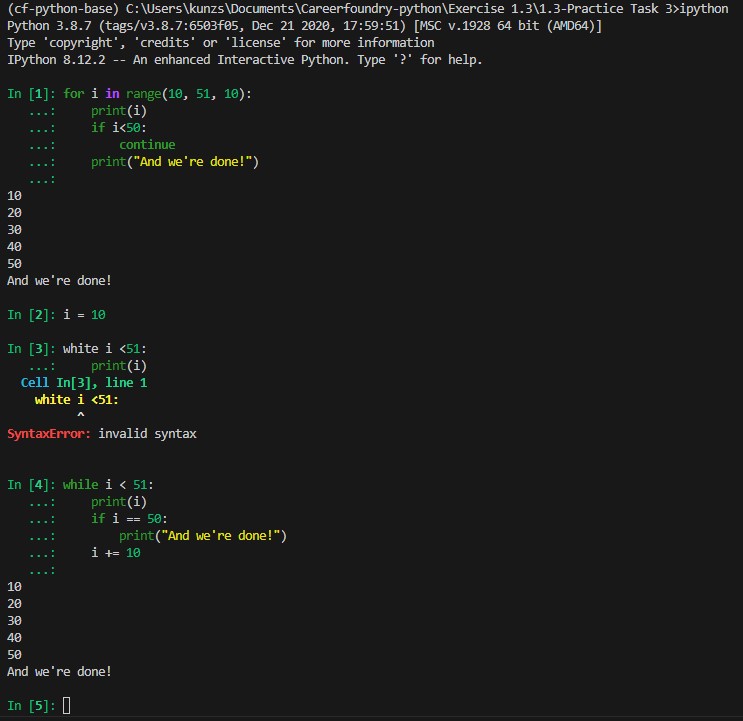 (cf-python-base) C:\Users\kunzs\Documents\Careerfoundry-python\Exercise 1.3\1.3-Practice Task 3>ipython
Python 3.8.7 (tags/v3.8.7:6503f05, Dec 21 2020, 17:59:51) [MSC v.1928 64 bit (AMD64)]
Type 'copyright', 'credits' or 'license' for more information
IPython 8.12.2 -- An enhanced Interactive Python. Type '?' for help.

In [1]: for i in range(10, 51, 10):
   ...:     print(i)
   ...:     if i<50:
   ...:         continue
   ...:     print("And we're done!")
   ...:
10
20
30
40
50
And we're done!

In [2]: i = 10

In [3]: white i <51:
   ...:     print(i)
  Cell In[3], line 1
    white i <51:
          ^
SyntaxError: invalid syntax


In [4]: while i < 51:
   ...:     print(i)
   ...:     if i == 50:
   ...:         print("And we're done!")
   ...:     i += 10
   ...:
10
20
30
40
50
And we're done!

In [5]: